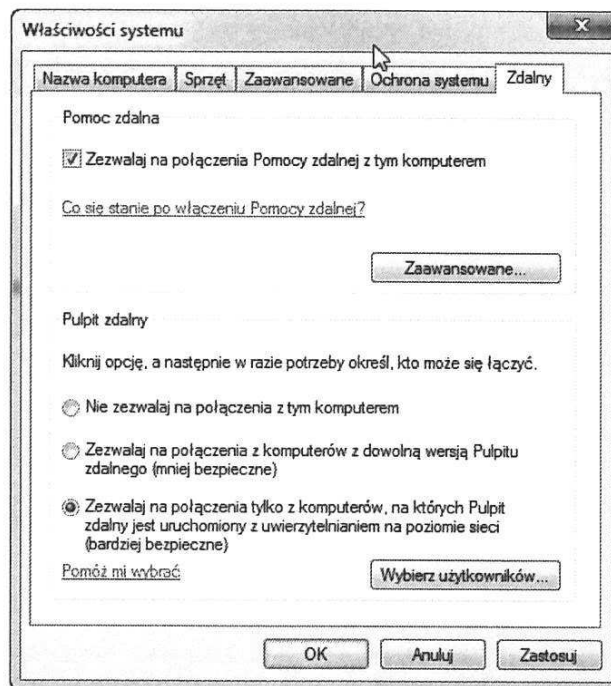 Właściwości systemu
Nazwa komputera Sprzęt Zaawansowane Ochrona systemu Zdalny
Pomoc zdalna
Zezwalaj na połączenia Pomocy zdalnej z tym komputerem
Co się stanie po włączeniu Pomocy zdalnej?
Zaawansowane...
Pulpit zdalny
Kliknij opcję, a następnie w razie potrzeby określ, kto może się łączyć.
Nie zezwalaj na połączenia z tym komputerem
Zezwalaj na połączenia z komputerów z dowolną wersją Pulpitu
zdalnego (mniej bezpieczne)
Zezwalaj na połączenia tylko z komputerów, na których Pulpit
zdalny jest uruchomiony z uwierzytelnianiem na poziomie sieci
(bardziej bezpieczne)
Pomóż mi wybrać
Wybierz użytkowników...
OK Anuluj Zastosuj